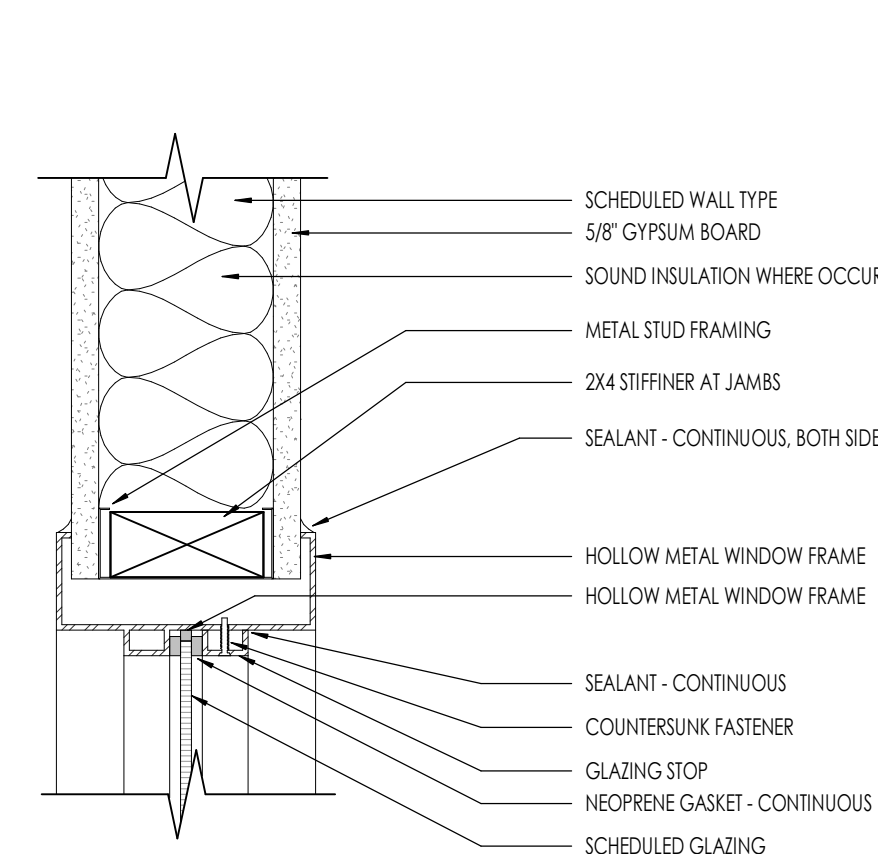 SCHEDULED WALL TYPE
5/8" GYPSUM BOARD
SOUND INSULATION WHERE OCCUR
METAL STUD FRAMING
2X4 STIFFINER AT JAMBS
SEALANT - CONTINUOUS, BOTH SIDE
HOLLOW METAL WINDOW FRAME
HOLLOW METAL WINDOW FRAME
SEALANT - CONTINUOUS
COUNTERSUNK FASTENER
GLAZING STOP
NEOPRENE GASKET - CONTINUOUS
SCHEDULED GLAZING